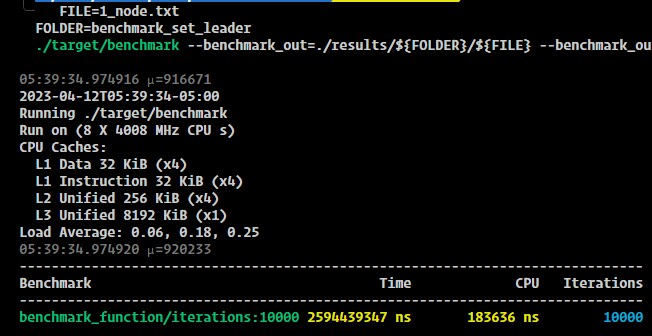 FILE=1_node.txt
FOLDER=benchmark_set_leader
./target/benchmark --benchmark_out=./results/${FOLDER}/${FILE} --benchmark_ou
05:39:34.974916 μ=916671
2023-04-12T05:39:34-05:00
Running ./target/benchmark
Run on (8 X 4008 MHz CPU s)
CPU Caches:
L1 Data 32 KiB (x4)
L1 Instruction 32 KiB (x4)
L2 Unified 256 KiB (x4)
L3 Unified 8192 KiB (x1)
Load Average: 0.06, 0.18, 0.25
05:39:34.974920 μ=920233
----------------------------------------------------------------------------
Benchmark Time CPU Iterations
----------------------------------------------------------------------------
benchmark_function/iterations:10000 2594439347 ns 183636 ns 10000